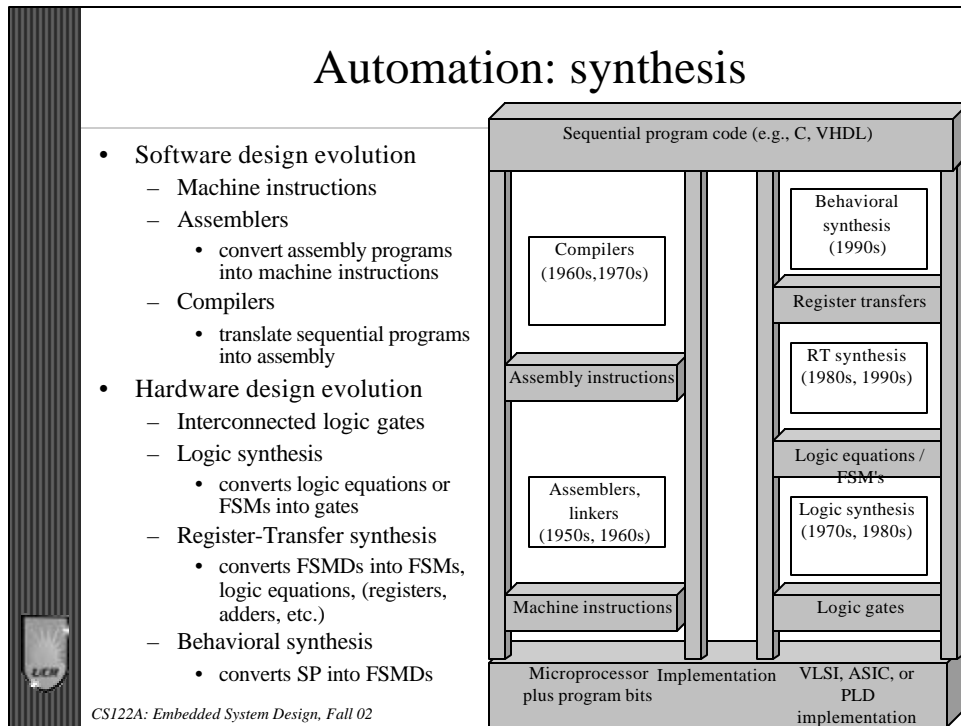 Automation: synthesis
• Software design evolution
– Machine instructions
– Assemblers
• convert assembly programs
into machine instructions
– Compilers
• translate sequential programs
into assembly
• Hardware design evolution
– Interconnected logic gates
– Logic synthesis
• converts logic equations or
FSMs into gates
– Register-Transfer synthesis
• converts FSMDs into FSMs,
logic equations, (registers,
adders, etc.)
– Behavioral synthesis
• converts SP into FSMDs
Sequential program code (e.g., C, VHDL)
Compilers
(1960s,1970s)
Assembly instructions
Assemblers,
linkers
(1950s, 1960s)
Machine instructions
Behavioral
synthesis
(1990s)
Register transfers
RT synthesis
(1980s, 1990s)
Logic equations /
FSM's
Logic synthesis
(1970s, 1980s)
Logic gates
Microprocessor
plus program bits
Implementation
VLSI, ASIC, or
PLD
implementation
UCR
CS122A: Embedded System Design, Fall 02